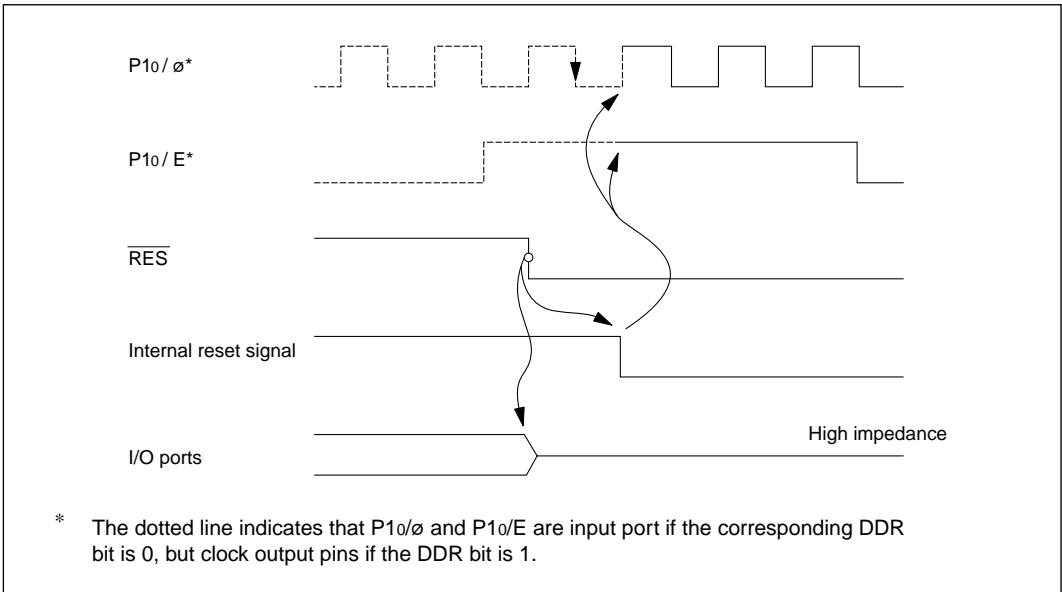 P10/ ø*
P10/ E*
RES
Internal reset signal
High impedance
I/O ports
* The dotted line indicates that P10/ø and P10/E are input port if the corresponding DDR
bit is 0, but clock output pins if the DDR bit is 1.